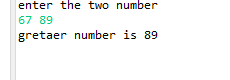 enter the two number
67 89
gretaer number is 89